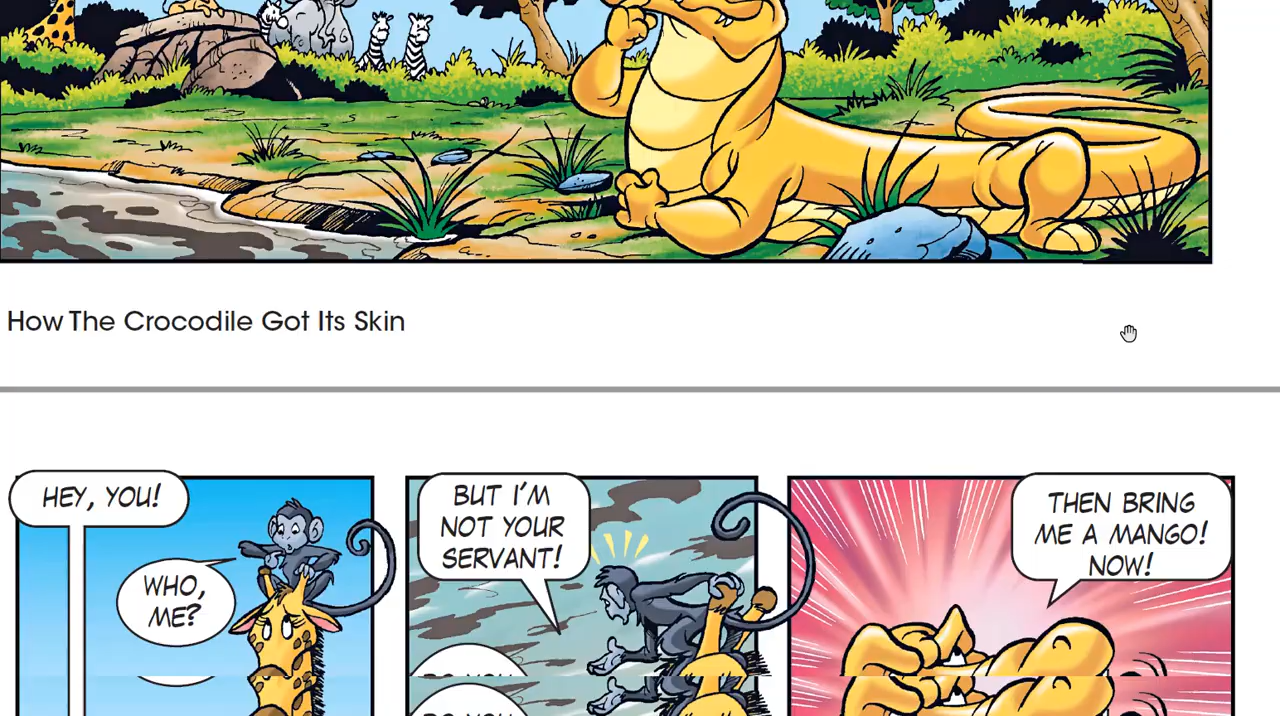 How The Crocodile Got Its Skin
HEY, YOU!
WHO,
ME?
BUT I'M
NOT YOUR
SERVANT!
THEN BRING
ME A MANGO!
NOW!